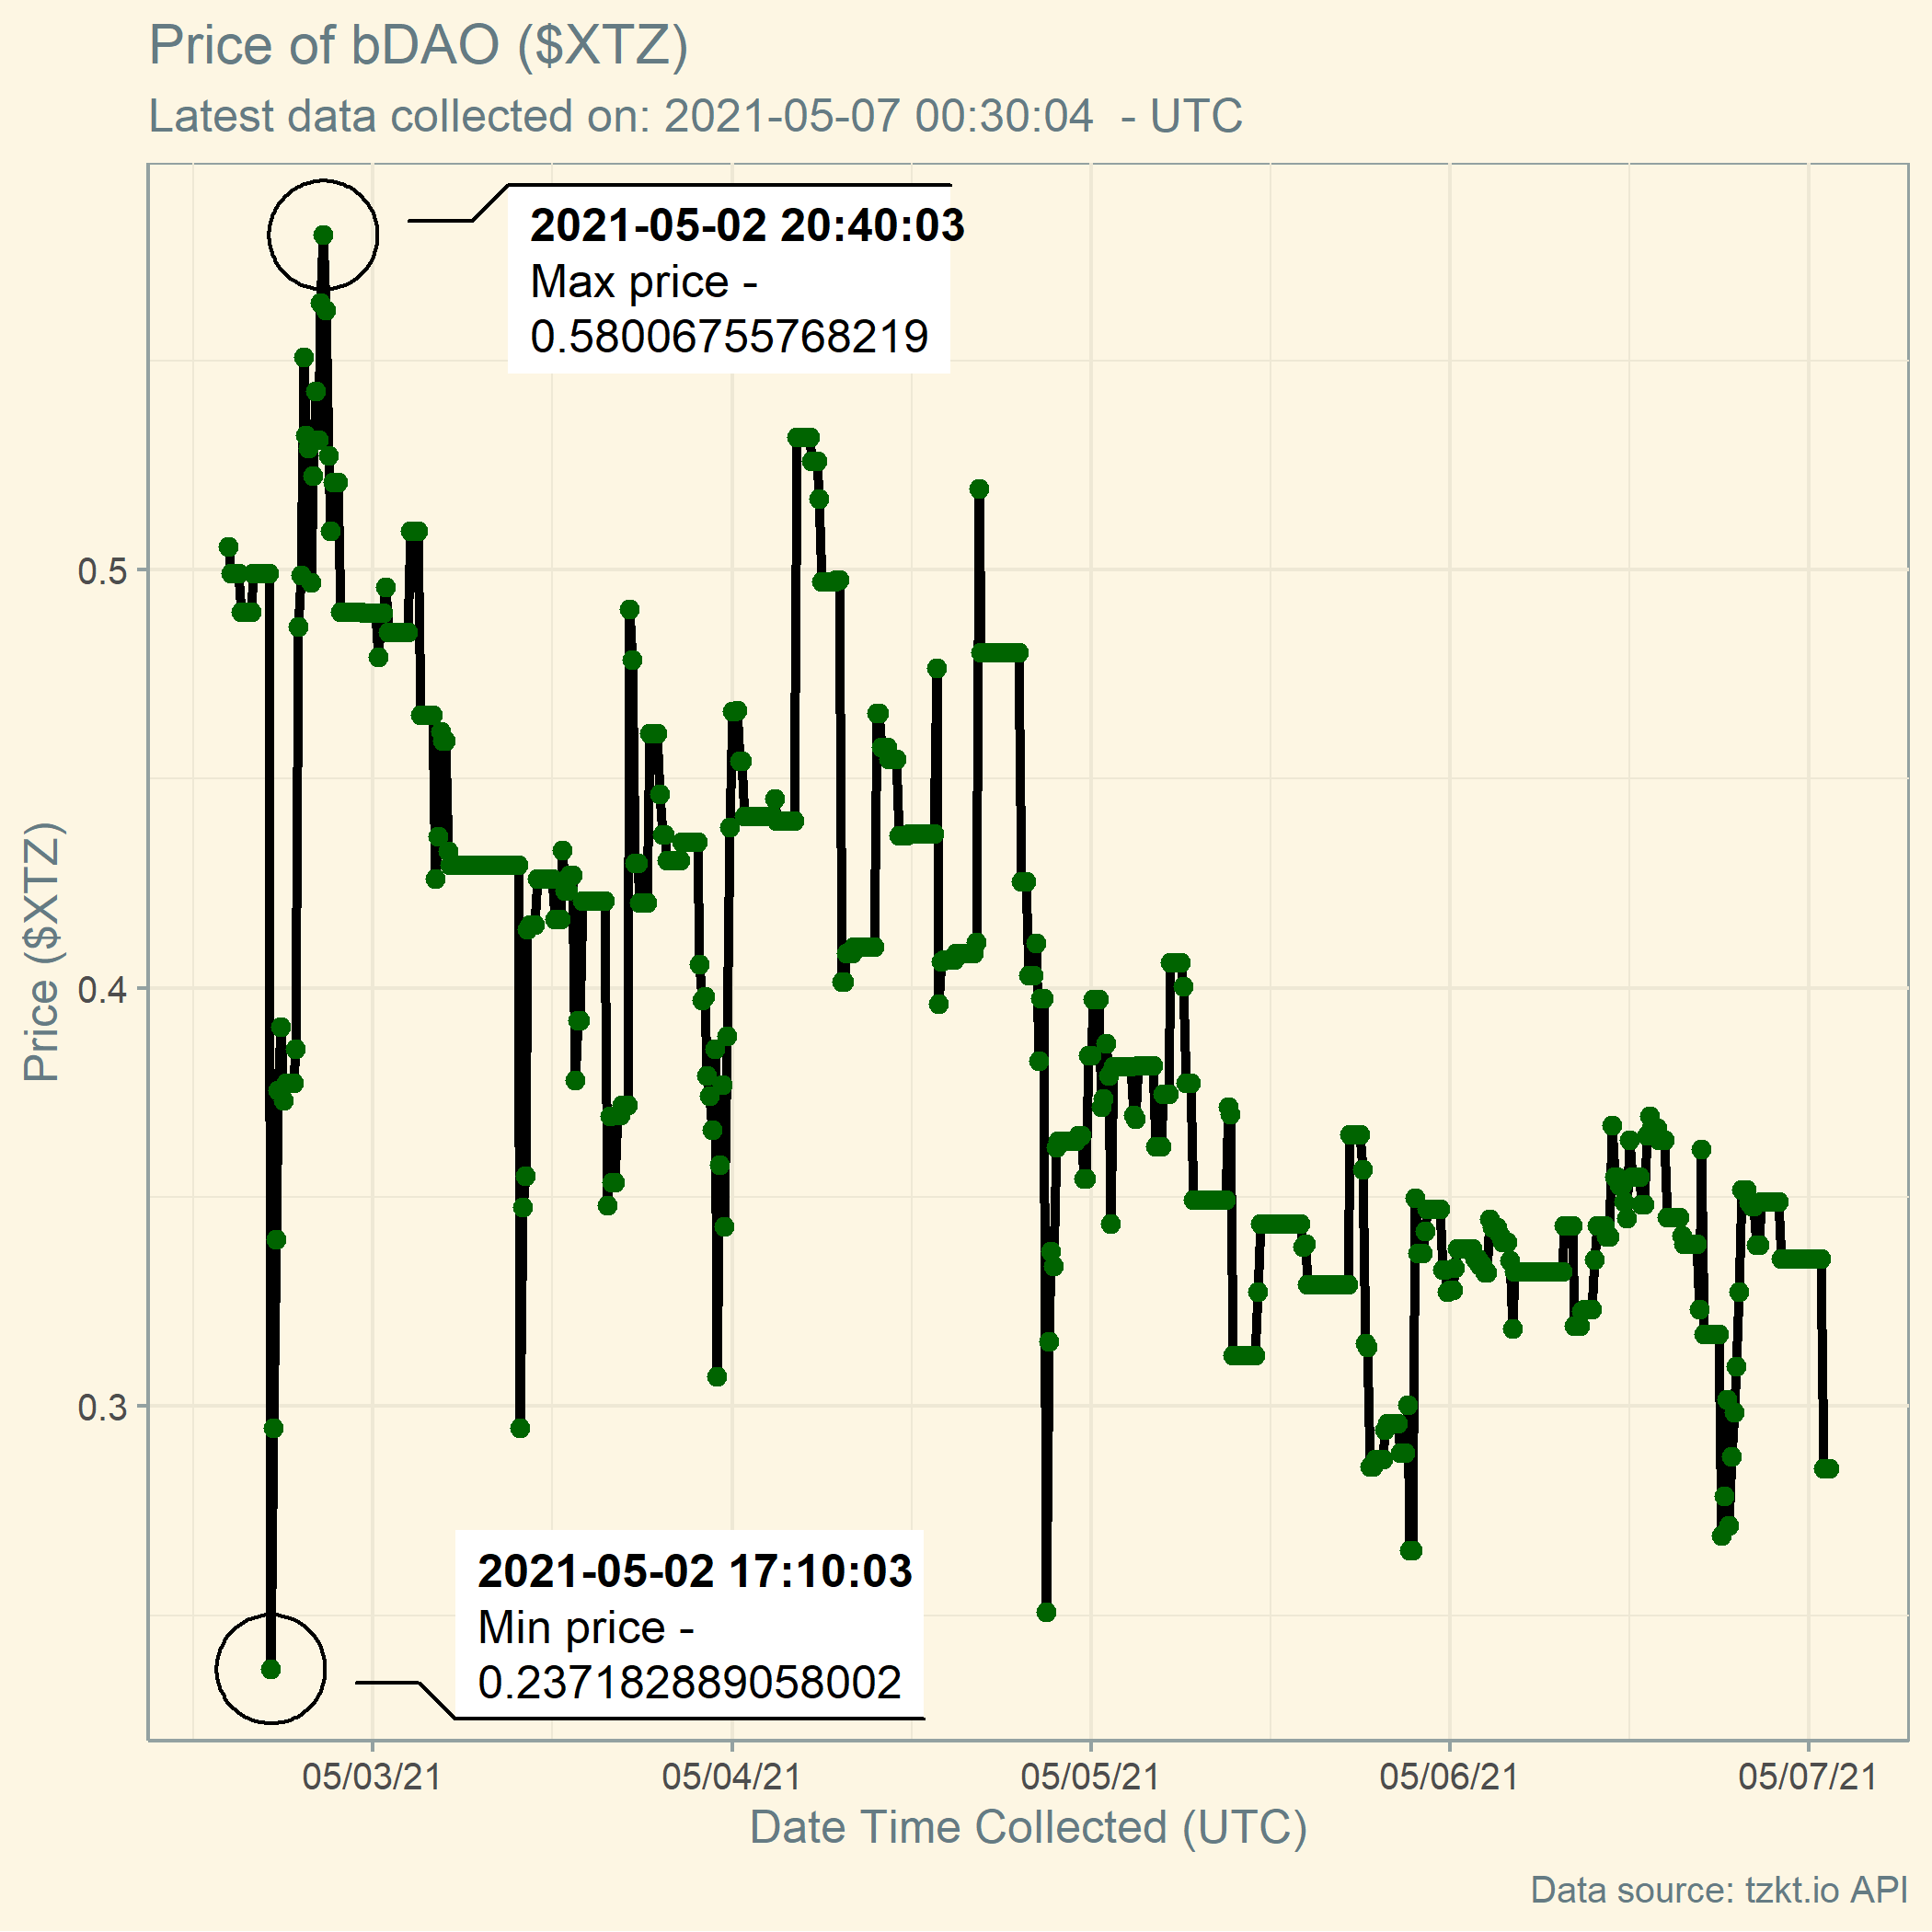 Price of bDAO ($XTZ)
Latest data collected on: 2021-05-07 00:30:04  - UTC
2021-05-02 20:40:03
Max price -
0.58006755768219
0.5
0.4
0.3
Price ($XTZ)
2021-05-02 17:10:03
Min price -
0.237182889058002
05/03/21
05/04/21
05/05/21
05/06/21
05/07/21
Date Time Collected (UTC)
Data source: tzkt.io API